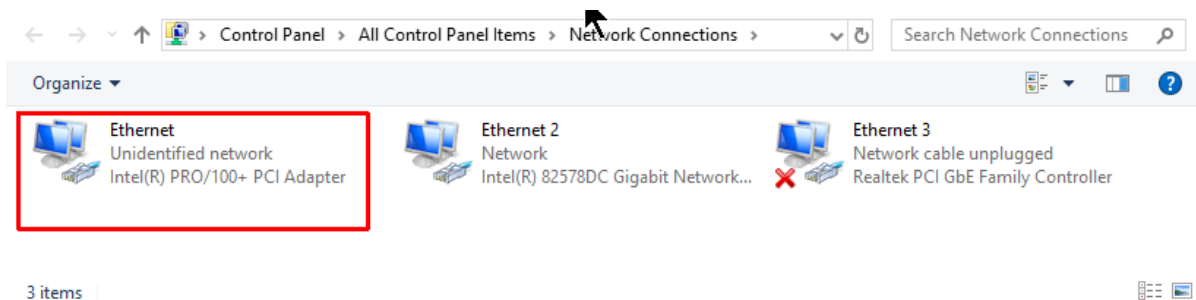 Control Panel > All Control Panel Items > Network Connections >
Search Network Connections
Organize
Ethernet
Unidentified network
Intel(R) PRO/100+ PCI Adapter
Ethernet 2
Network
Intel(R) 82578DC Gigabit Network...
Ethernet 3
Network cable unplugged
Realtek PCI GbE Family Controller
3 items